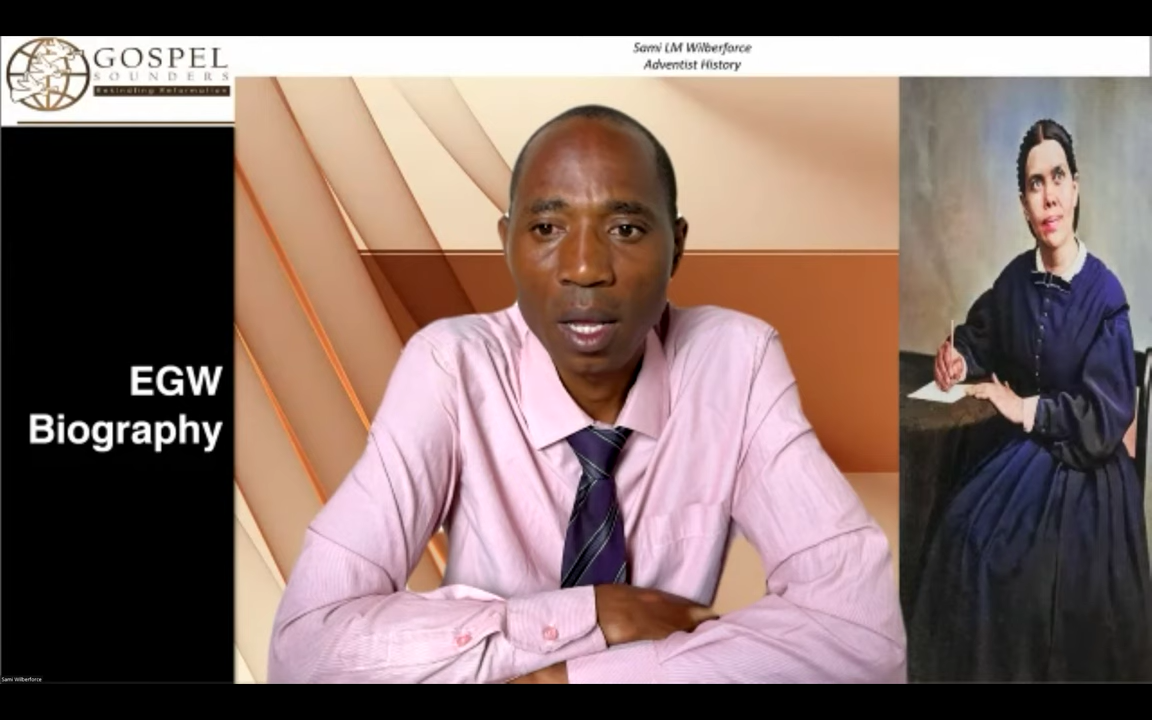 GOSPEL
SOUNDERS
Rekindling Reformation
Sami LM Wilberforce
Adventist History
EGW
Biography
Sami Wilberforce